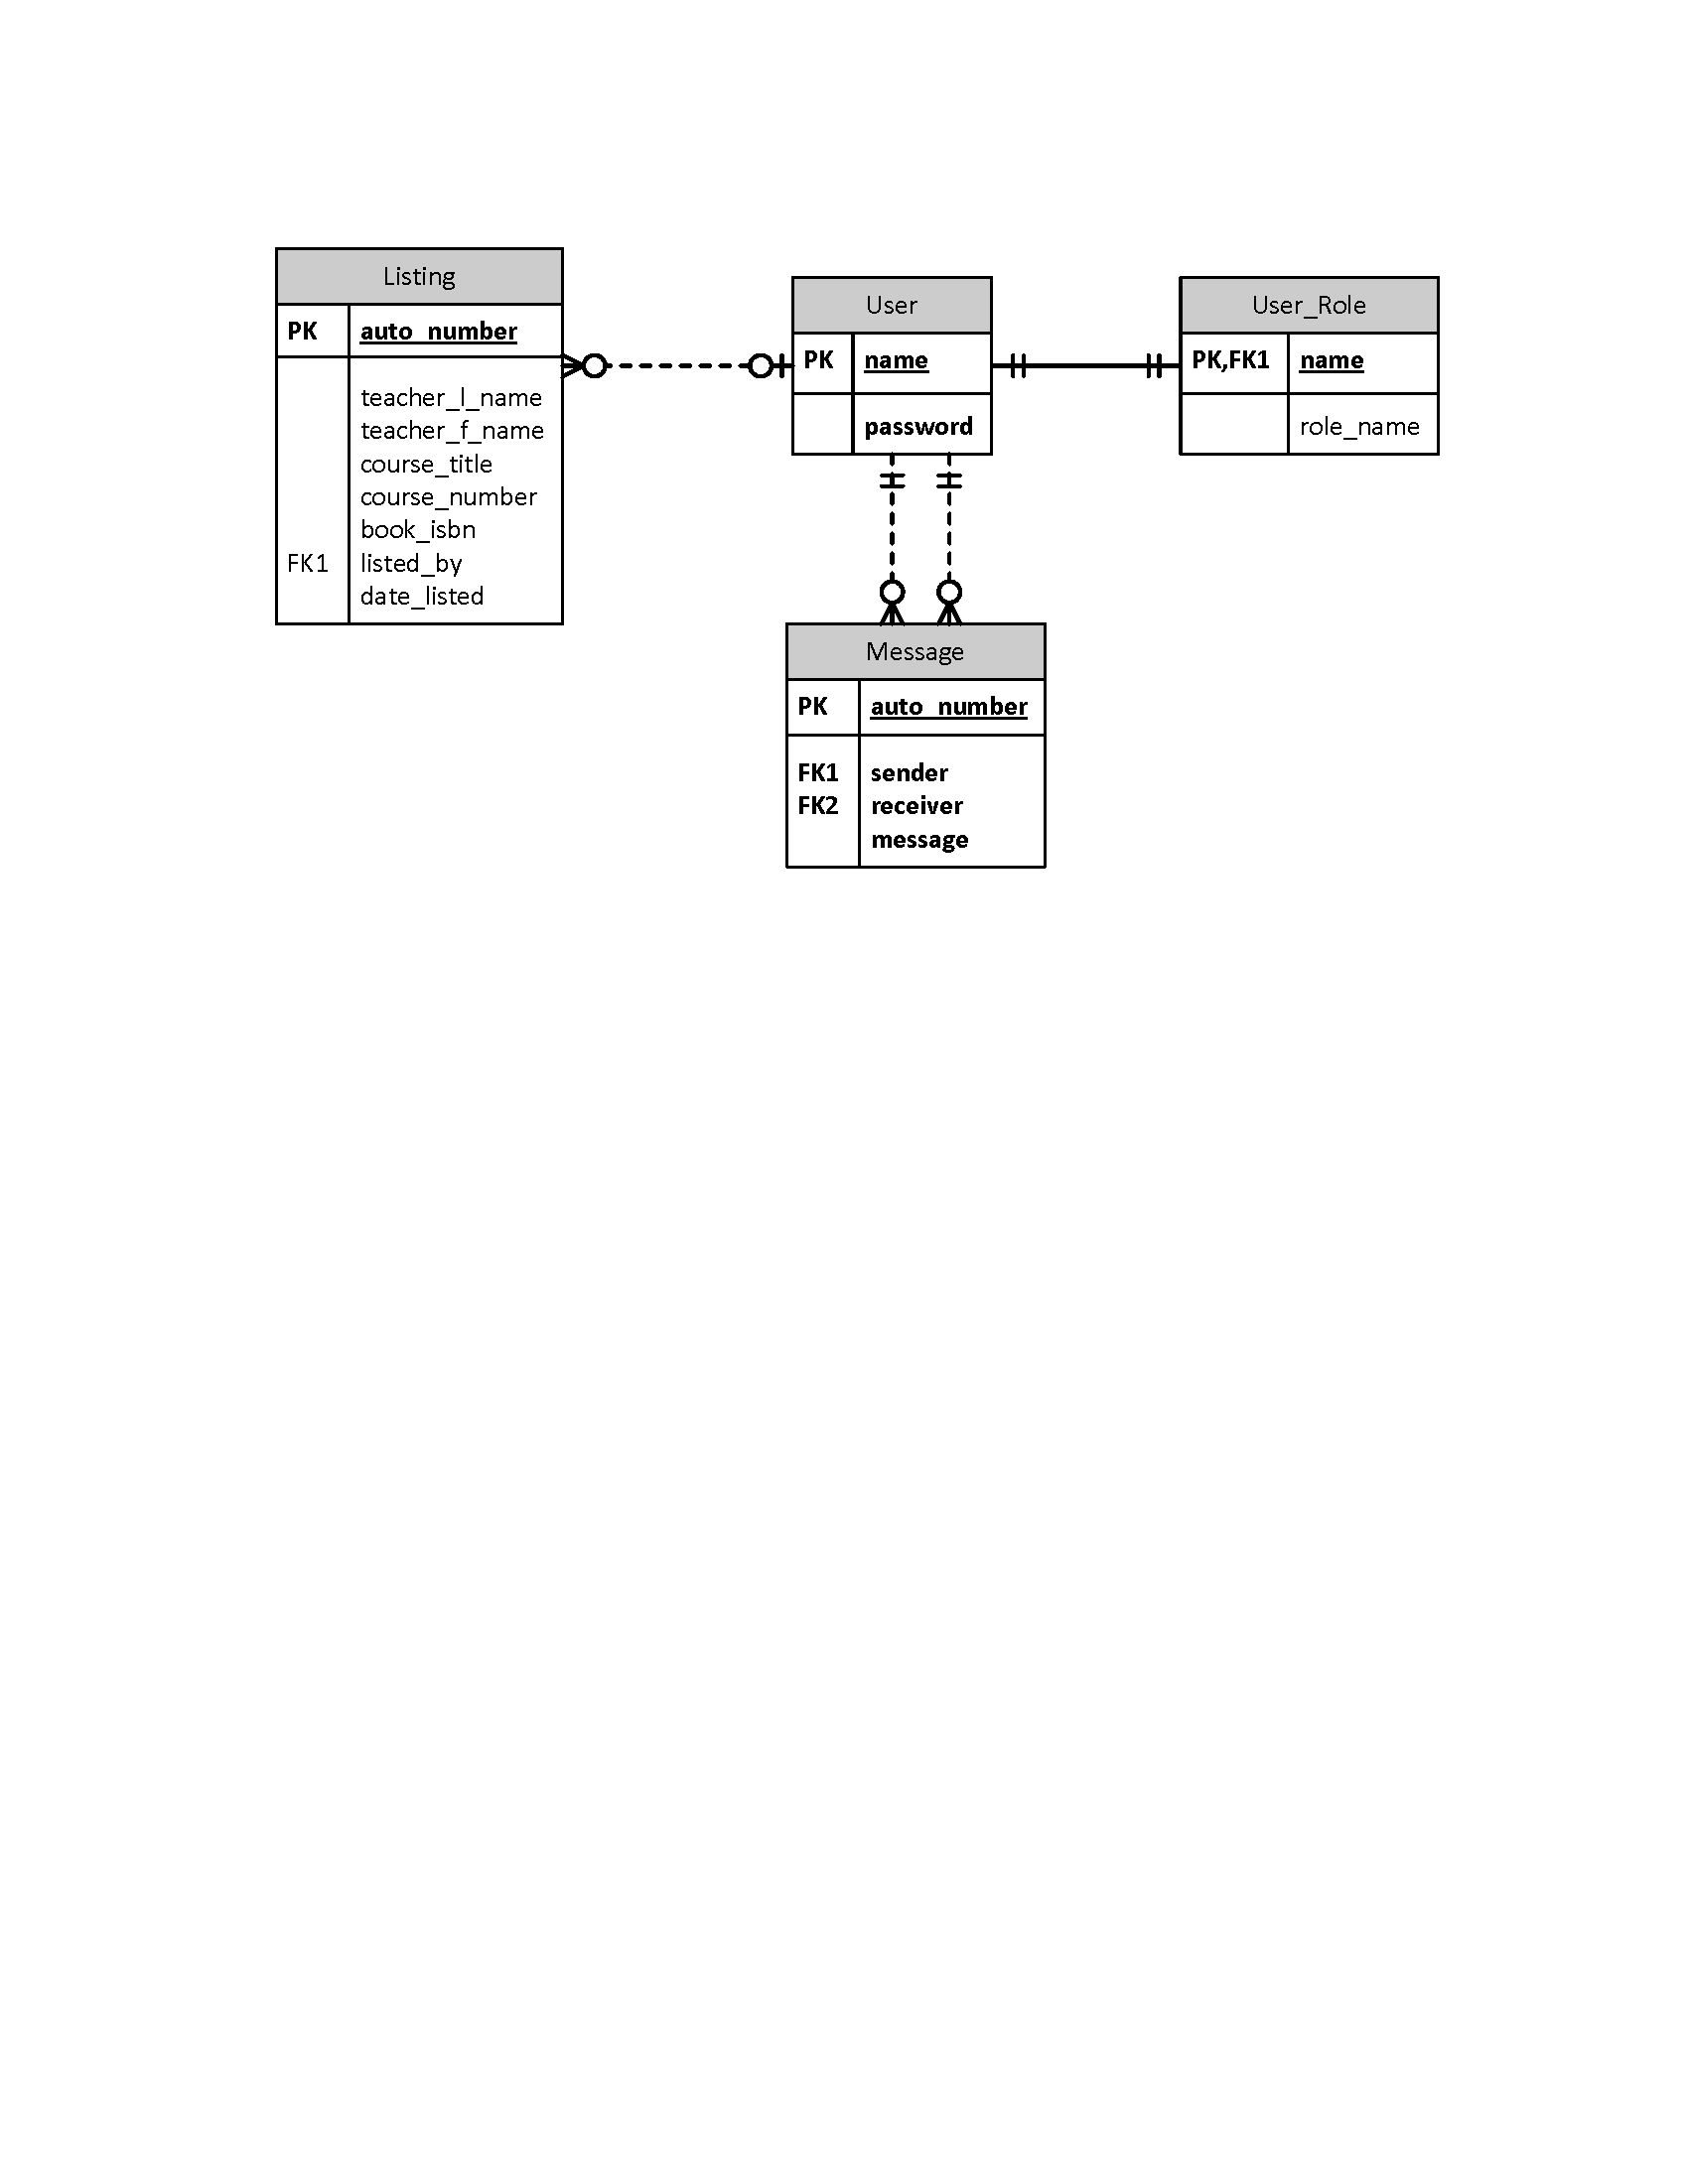 Listing
PK auto_number
teacher_l_name
teacher_f_name
course_title
course_number
book_isbn
FK1 listed_by
date_listed
User
PK name
password
User_Role
PK,FK1 name
role_name
Message
PK auto_number
FK1 sender
FK2 receiver
message